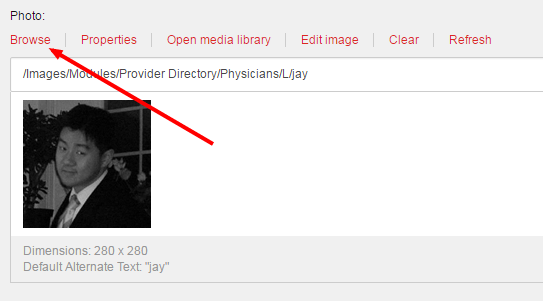 Photo:
Browse Properties Open media library Edit image Clear Refresh
/Images/Modules/Provider Directory/Physicians/L/jay
Dimensions: 280 x 280
Default Alternate Text: "jay"